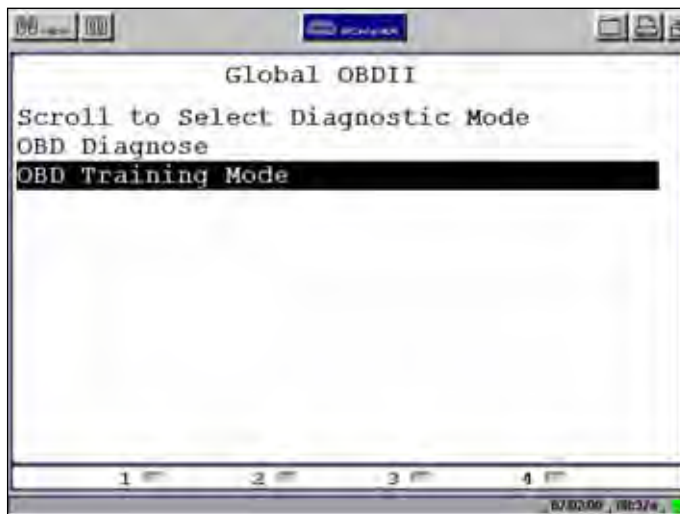 Global OBDII
Scroll to Select Diagnostic Mode
OBD Diagnose
OBD Training Mode
1 2 3 4